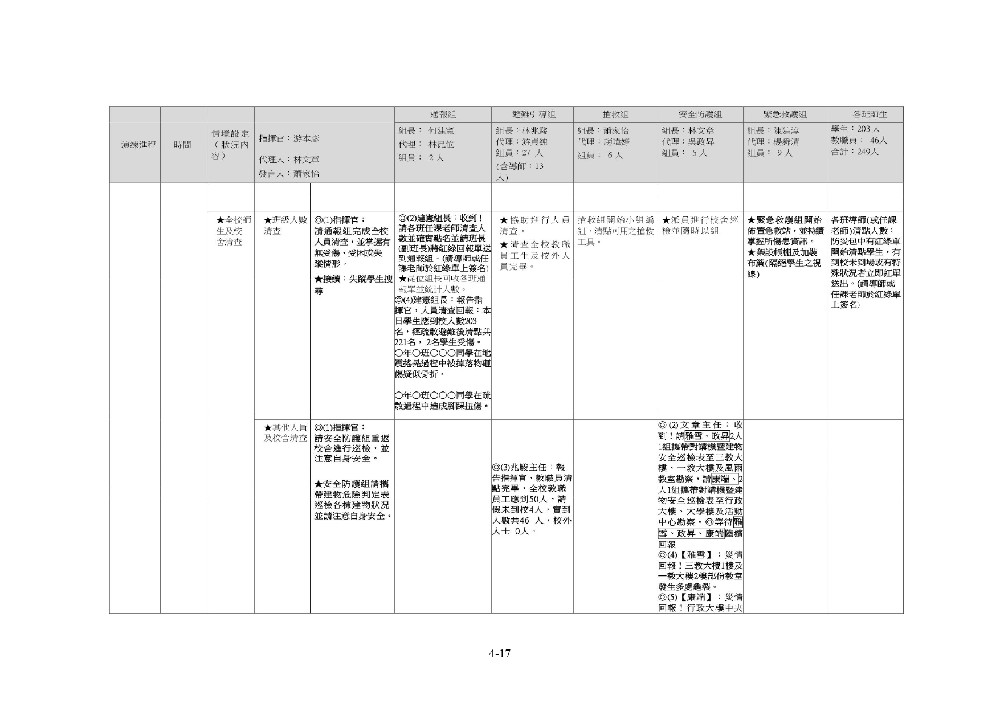 演練進程
時間
情境設定
（狀況內
容）
指揮官：游本彥
代理人：林文章
發言人：蕭家怡
通報組
組長： 何建憲
代理： 林昆位
組員： 2 人
避難引導組
組長：林兆駿
代理：游貞純
組員：27 人
(含導師：13
人)
搶救組
組長：蕭家怡
代理：趙瑋婷
組員： 6 人
安全防護組
組長：林文章
代理：吳政昇
組員： 5 人
緊急救護組
組長：陳建淳
代理：楊舜清
組員： 9 人
各班師生
學生：203 人
教職員： 46人
合計：249人
★全校師
生及校
舍清查
★班級人數
清查
◎(1)指揮官：
請通報組完成全校
人員清查，並掌握有
無受傷、受困或失
蹤情形。
★接續：失蹤學生搜
尋
◎(2)建憲組長：收到！
請各班任課老師清查人
數並確實點名並請班長
(副班長)將紅綠回報單送
到通報組。(請導師或任
課老師於紅綠單上簽名)
★昆位組長回收各班通
報單並統計人數。
◎(4)建憲組長：報告指
揮官，人員清查回報：本
日學生應到校人數203
名，經疏散避難後清點共
221名， 2名學生受傷。
〇年〇班〇〇〇同學在地
震搖晃過程中被掉落物砸
傷疑似骨折。
〇年〇班〇〇〇同學在疏
散過程中造成腳踝扭傷。
★協助進行人員
清查。
★清查全校教職
員工生及校外人
員完畢。
搶救組開始小組編
組，清點可用之搶救
工具。
★派員進行校舍巡
檢並隨時以組
★緊急救護組開始
佈置急救站，並持續
掌握所傷患資訊。
★架設帳棚及加裝
布簾(隔絕學生之視
線)
各班導師(或任課
老師)清點人數：
防災包中有紅綠單
開始清點學生，有
到校未到場或有特
殊狀況者立即紅單
送出。(請導師或
任課老師於紅綠單
上簽名)
★其他人員
及校舍清查
◎(1)指揮官：
請安全防護組重返
校舍進行巡檢，並
注意自身安全。
★安全防護組請攜
帶建物危險判定表
巡檢各棟建物狀況
並請注意自身安全。
◎(3)兆駿主任：報
告指揮官，教職員清
點完畢，全校教職
員工應到50人，請
假未到校4人，實到
人數共46 人，校外
人士 0人。
◎(2)文章主任：收
到！請雅雪、政昇2人
1組攜帶對講機暨建物
安全巡檢表至三教大
樓、一教大樓及風雨
教室勘察，請康端、2
人1組攜帶對講機暨建
物安全巡檢表至行政
大樓、大學樓及活動
中心勘察。◎等待雅
雪、政昇、康端陸續
回報
◎(4)【雅雪】：災情
回報！三教大樓1樓及
一教大樓2樓部份教室
發生多處龜裂。
◎(5)【康端】：災情
回報！行政大樓中央
4-17